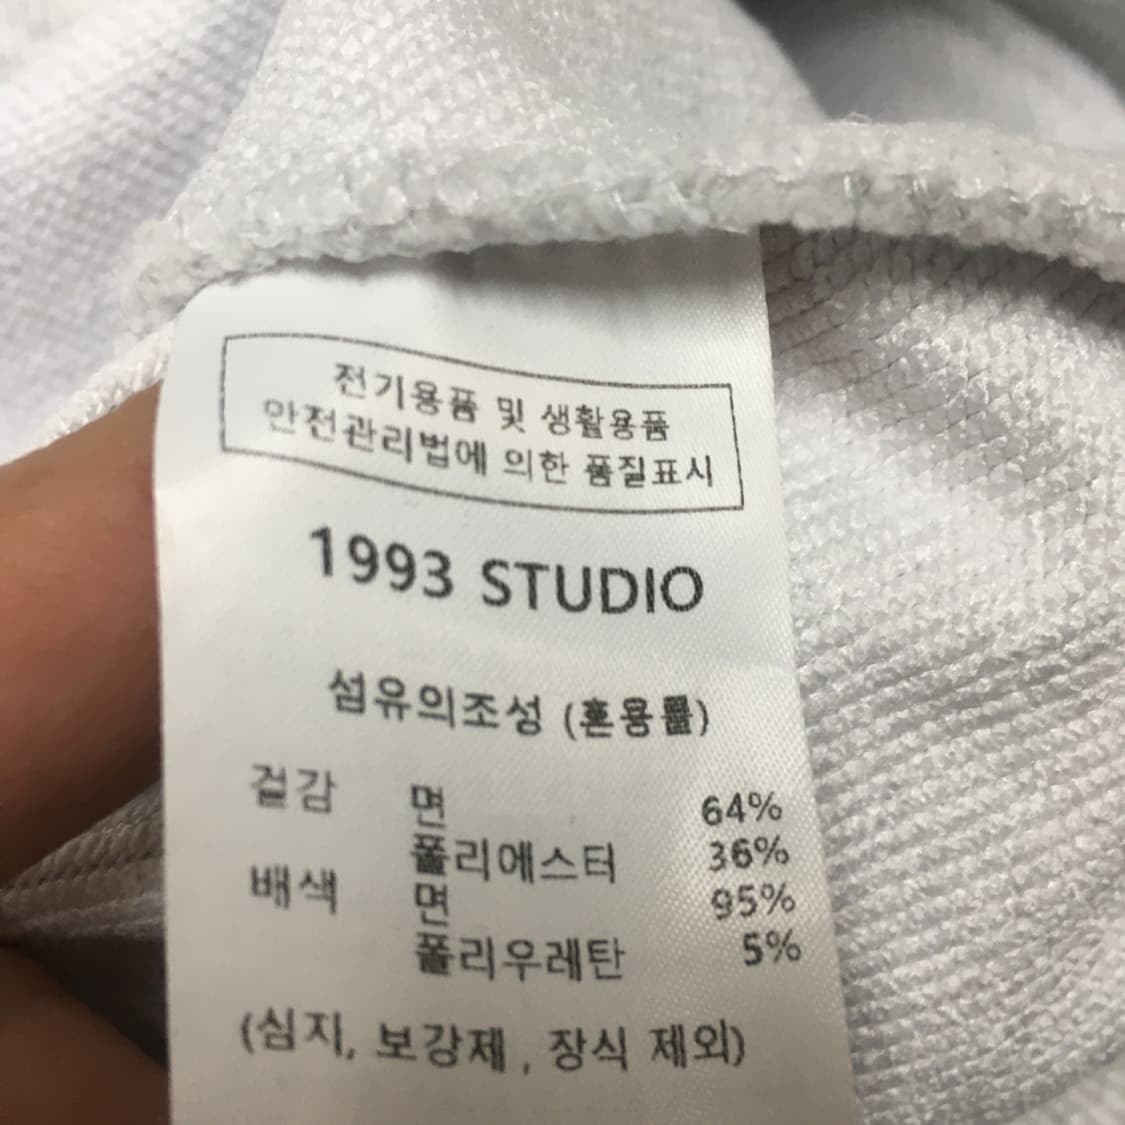 전기용품 및 생활용품
안전관리법에 의한 품질표시
1993 STUDIO
섬유의조성 (혼용률)
겉감 면 64%
폴리에스터 36%
배색 면 95%
폴리우레탄 5%
(심지, 보강제, 장식 제외)